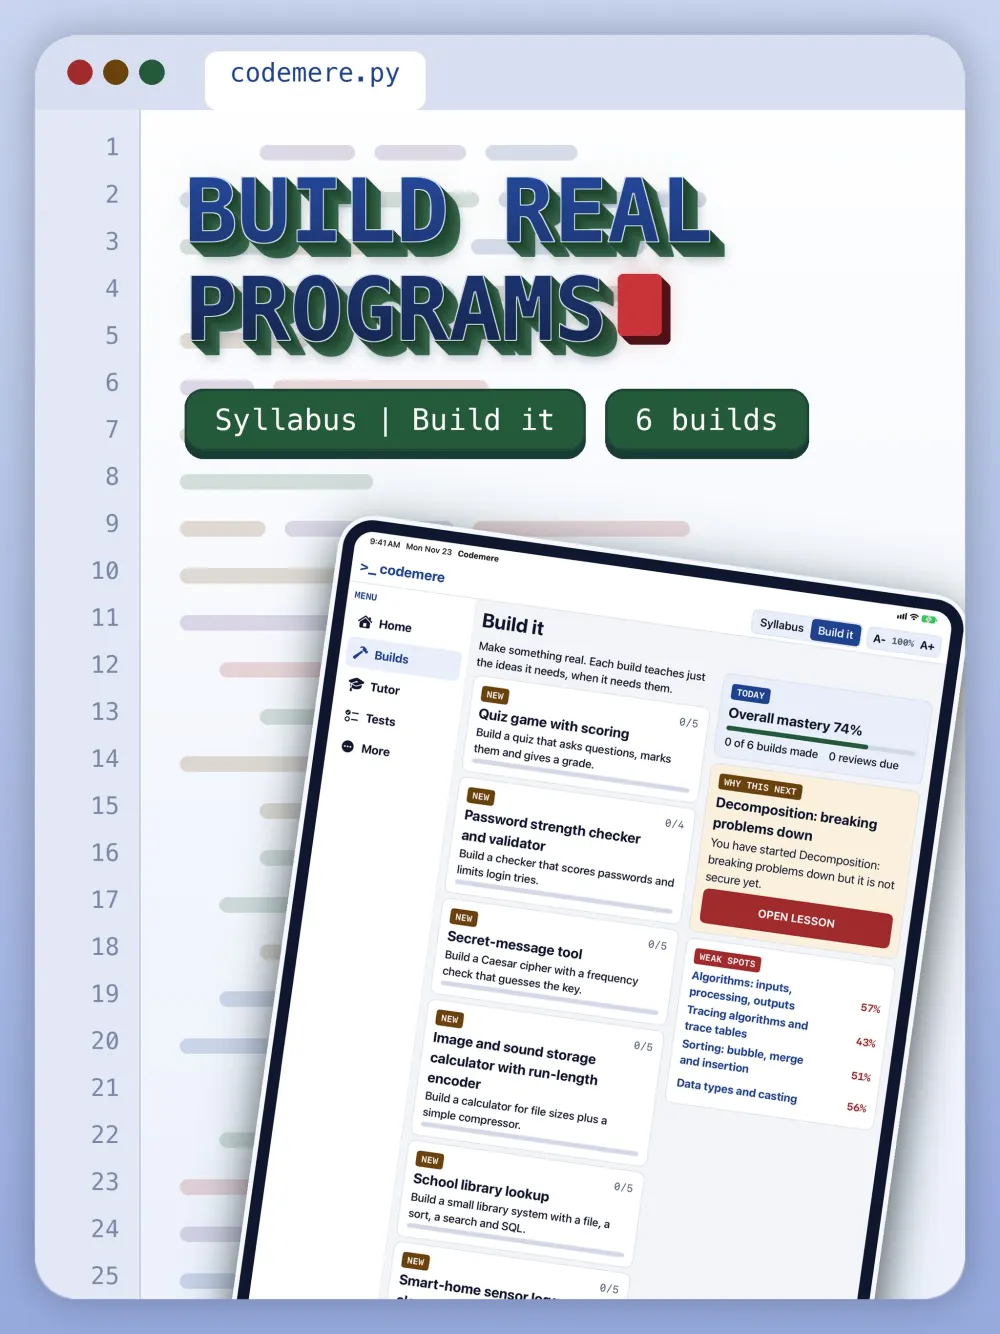 codemere.py
1
2
3
4
5
6
7
8
9
10
11
12
13
14
15
16
17
18
19
20
21
22
23
24
25
BUILD REAL
PROGRAMS
Syllabus | Build it
6 builds
9:41 AM Mon Nov 23 Codemere
>_ codemere
MENU
Home
Builds
Tutor
Tests
More
Build it
Syllabus
Build it
A- 100% A+
Make something real. Each build teaches just
the ideas it needs, when it needs them.
NEW
Quiz game with scoring
0/5
Build a quiz that asks questions, marks
them and gives a grade.
NEW
Password strength checker
and validator
0/4
Build a checker that scores passwords and
limits login tries.
NEW
Secret-message tool
0/5
Build a Caesar cipher with a frequency
check that guesses the key.
NEW
Image and sound storage
calculator with run-length
encoder
0/5
Build a calculator for file sizes plus a
simple compressor.
NEW
School library lookup
0/5
Build a small library system with a file, a
sort, a search and SQL.
NEW
Smart-home sensor
0/5
TODAY
Overall mastery 74%
0 of 6 builds made 0 reviews due
WHY THIS NEXT
Decomposition: breaking
problems down
You have started Decomposition:
breaking problems down but it is not
secure yet.
OPEN LESSON
WEAK SPOTS
Algorithms: inputs,
processing, outputs
57%
Tracing algorithms and
trace tables
43%
Sorting: bubble, merge
and insertion
51%
Data types and casting
56%